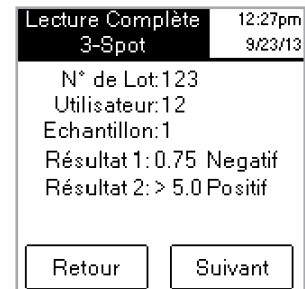 Lecture Complète 12:27pm
3-Spot 9/23/13
N° de Lot:123
Utilisateur:12
Echantillon:1
Résultat 1: 0.75 Negatif
Résultat 2: > 5.0 Positif
Retour Suivant